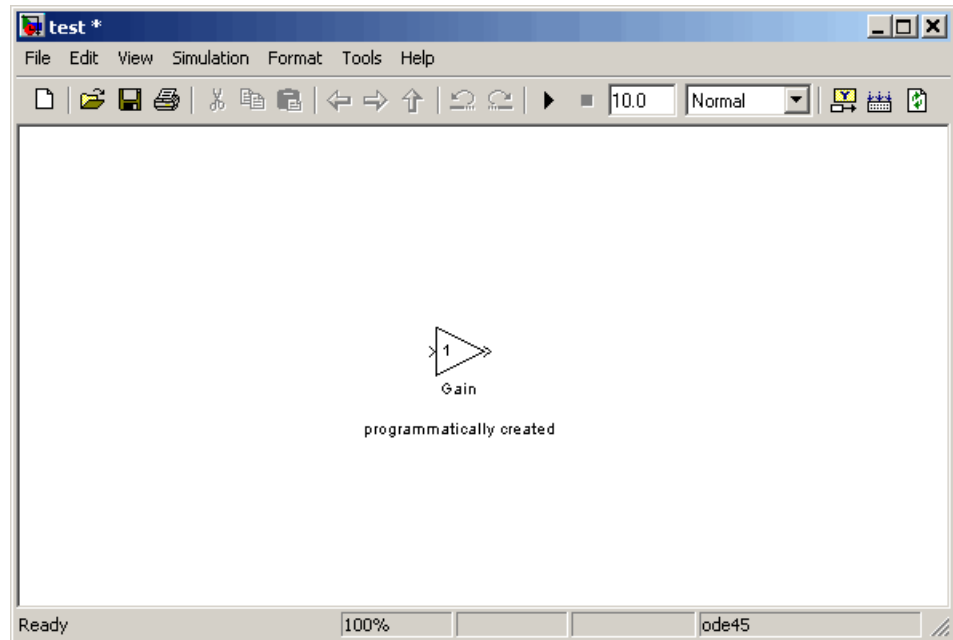 test *
File Edit View Simulation Format Tools Help
10.0 Normal
1
Gain
programmatically created
Ready 100% ode45